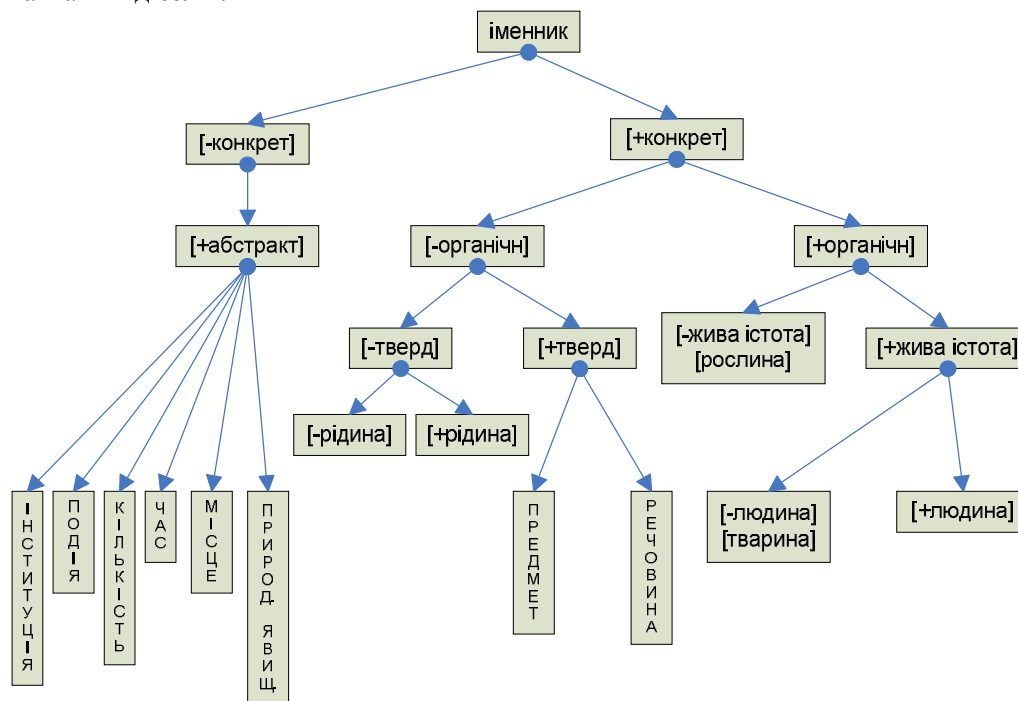 іменник
[-конкрет]
[+конкрет]
[+абстракт]
[-органічн]
[+органічн]
[-тверд]
[+тверд]
[-жива істота]
[рослина]
[+жива істота]
[-рідина]
[+рідина]
ІНСТИТУЦІЯ
ПОДІЯ
КІЛЬКІСТЬ
ЧАС
МІСЦЕ
ПРИРОД. ЯВИЩ.
ПРЕДМЕТ
РЕЧОВИНА
[-людина]
[тварина]
[+людина]